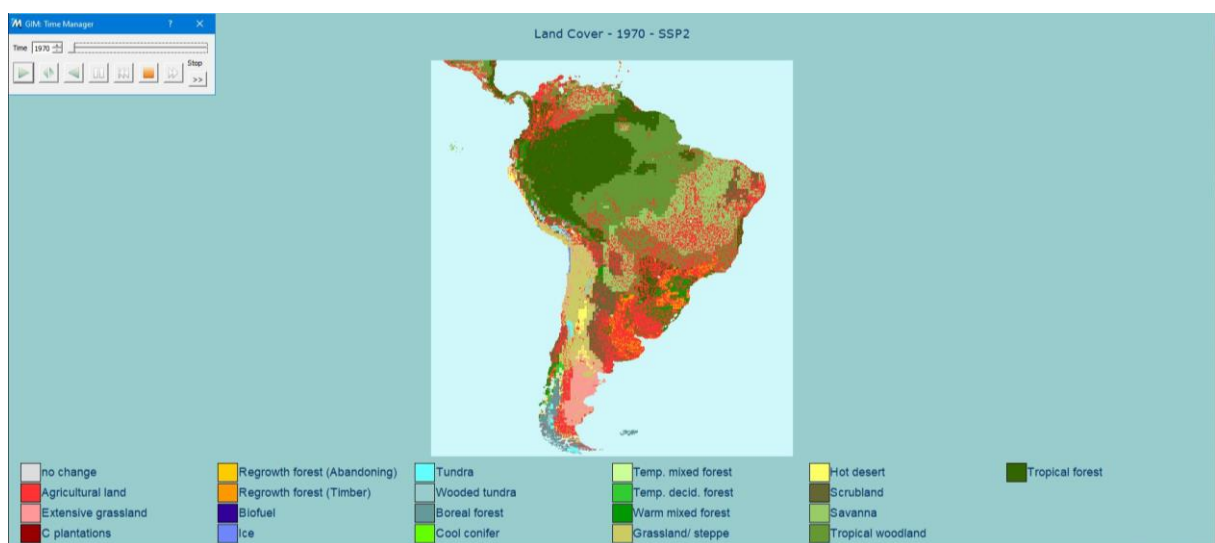 GIM: Time Manager ? ×
Time 1970
Stop
>>
Land Cover - 1970 - SSP2
no change
Agricultural land
Extensive grassland
C plantations
Regrowth forest (Abandoning)
Regrowth forest (Timber)
Biofuel
Ice
Tundra
Wooded tundra
Boreal forest
Cool conifer
Temp. mixed forest
Temp. decid. forest
Warm mixed forest
Grassland/ steppe
Hot desert
Scrubland
Savanna
Tropical woodland
Tropical forest